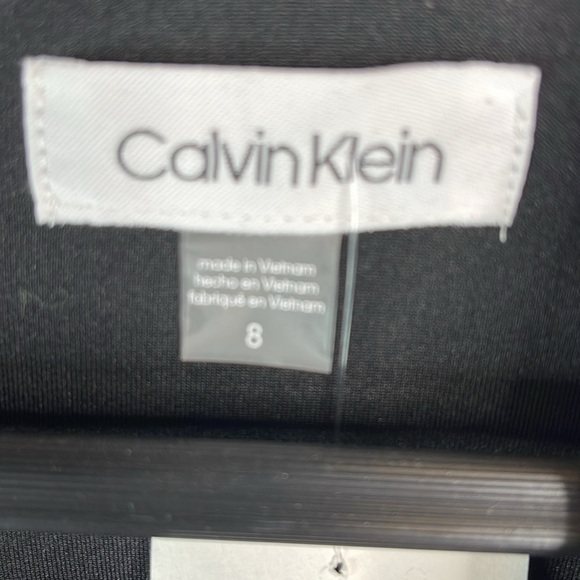 Calvin Klein
made in Vietnam
hecho en Vietnam
fabriqué en Vietnam
8